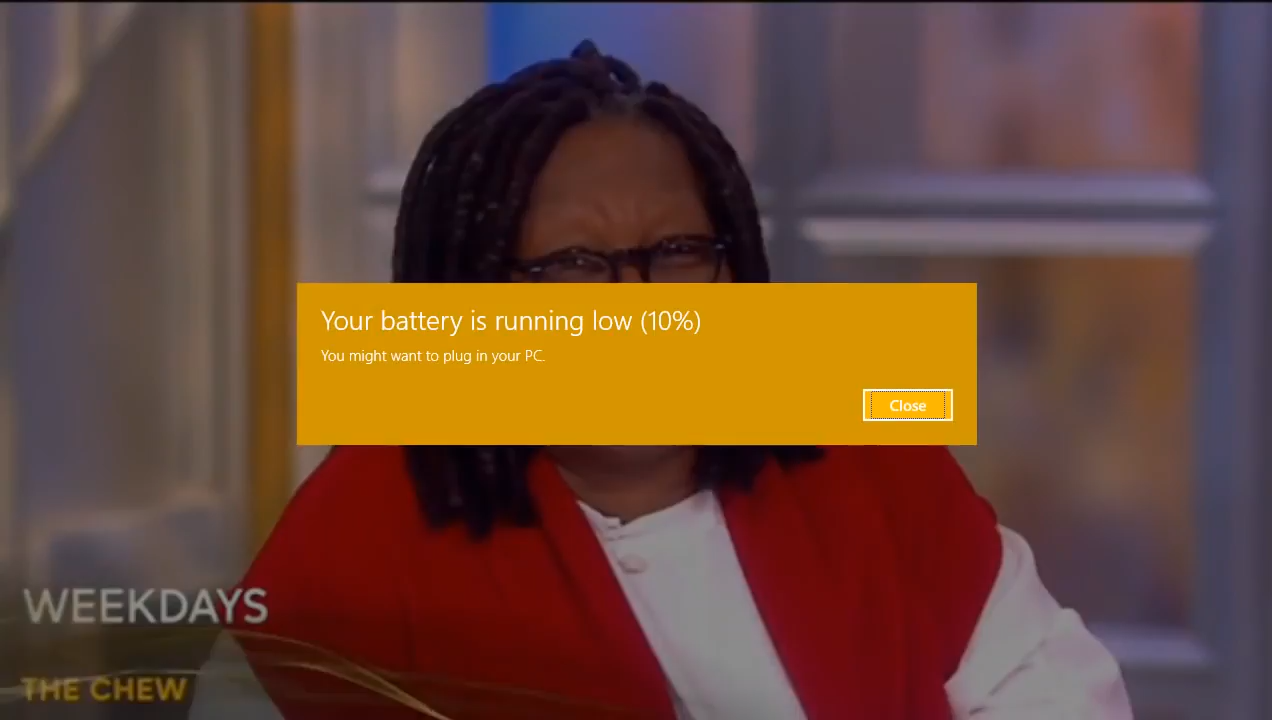 Your battery is running low (10%)
You might want to plug in your PC.
Close
WEEKDAYS
THE CHEW